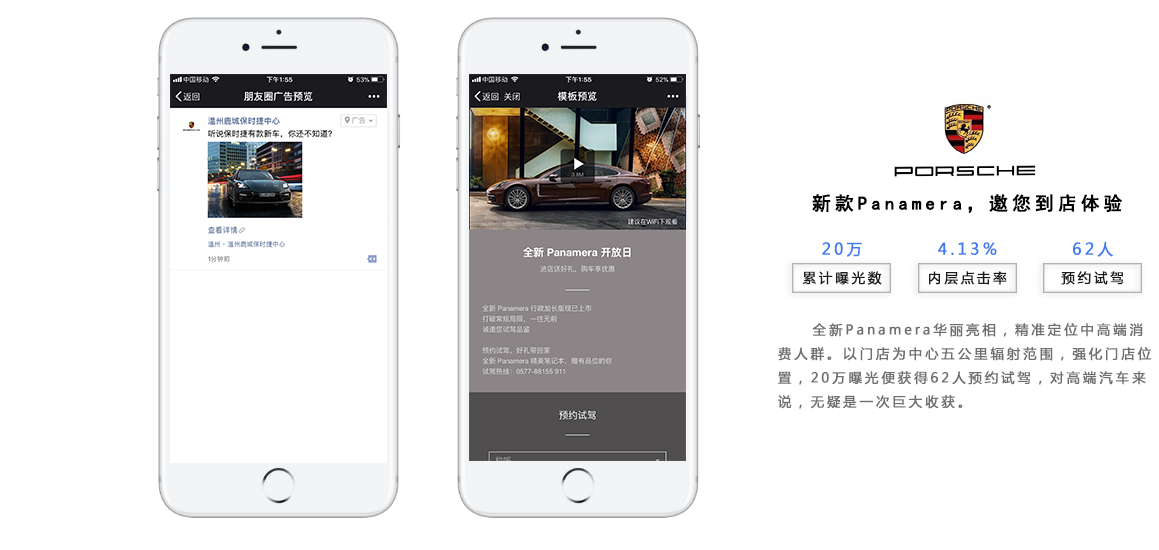 中国移动 下午1:55 53%
返回 朋友圈广告预览
温州鹿城保时捷中心 广告
听说保时捷有款新车，你还不知道？
查看详情
温州·温州鹿城保时捷中心
1分钟前
中国移动 下午1:55 52%
返回 关闭 模板预览
3.8M
建议在WiFi下观看
全新 Panamera 开放日
进店送好礼，购车享优惠
全新 Panamera 行政加长版现已上市
打破常规局限，一往无前
诚邀您试驾品鉴
预约试驾，好礼带回家
全新 Panamera 精美笔记本，赠有品位的你
试驾热线：0577-88155 911
预约试驾
PORSCHE
新款Panamera，邀您到店体验
20万 4.13% 62人
累计曝光数 内层点击率 预约试驾
全新Panamera华丽亮相，精准定位中高端消
费人群。以门店为中心五公里辐射范围，强化门店位
置，20万曝光便获得62人预约试驾，对高端汽车来
说，无疑是一次巨大收获。